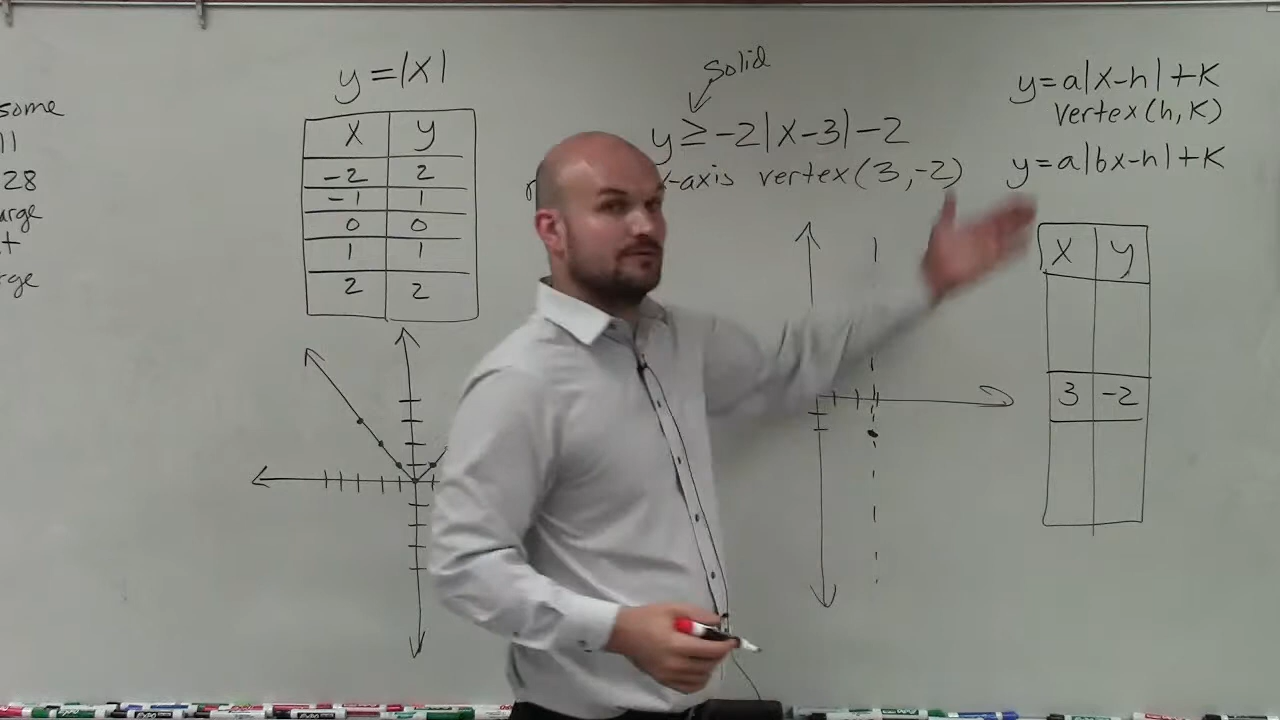 some
11
28
arge
t
rge
y=|x|
x y
-2 2
-1 1
0 0
1 1
2 2
solid
y≥-2|x-3|-2
x-axis vertex(3,-2)
y=a|x-h|+K
vertex(h,K)
y=a|bx-h|+K
x y
3 -2